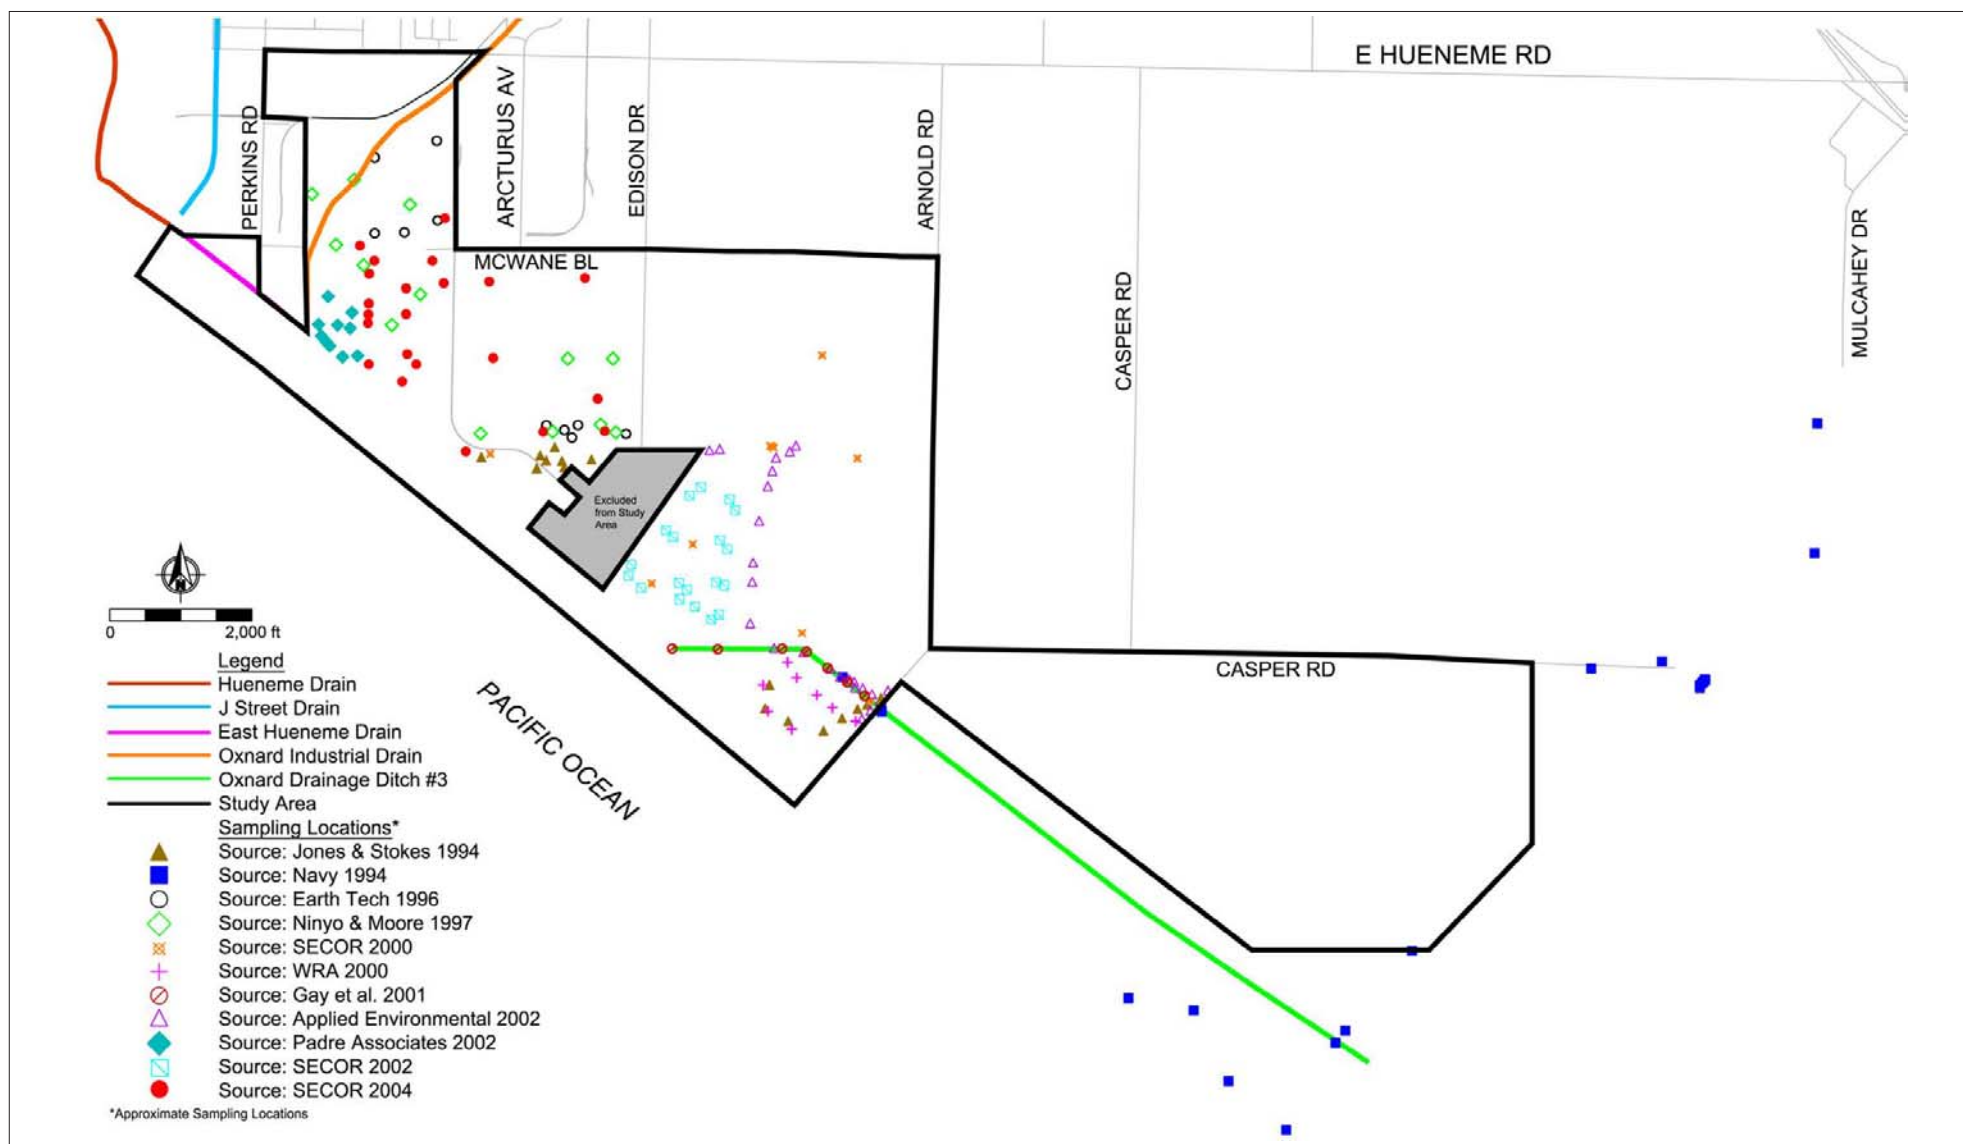 E HUENEME RD
PERKINS RD
ARCTURUS AV
EDISON DR
ARNOLD RD
CASPER RD
MULCAHEY DR
MCWANE BL
Excluded
from Study
Area
CASPER RD
PACIFIC OCEAN
N
0 2,000 ft
Legend
Hueneme Drain
J Street Drain
East Hueneme Drain
Oxnard Industrial Drain
Oxnard Drainage Ditch #3
Study Area
Sampling Locations*
Source: Jones & Stokes 1994
Source: Navy 1994
Source: Earth Tech 1996
Source: Ninyo & Moore 1997
Source: SECOR 2000
Source: WRA 2000
Source: Gay et al. 2001
Source: Applied Environmental 2002
Source: Padre Associates 2002
Source: SECOR 2002
Source: SECOR 2004
*Approximate Sampling Locations